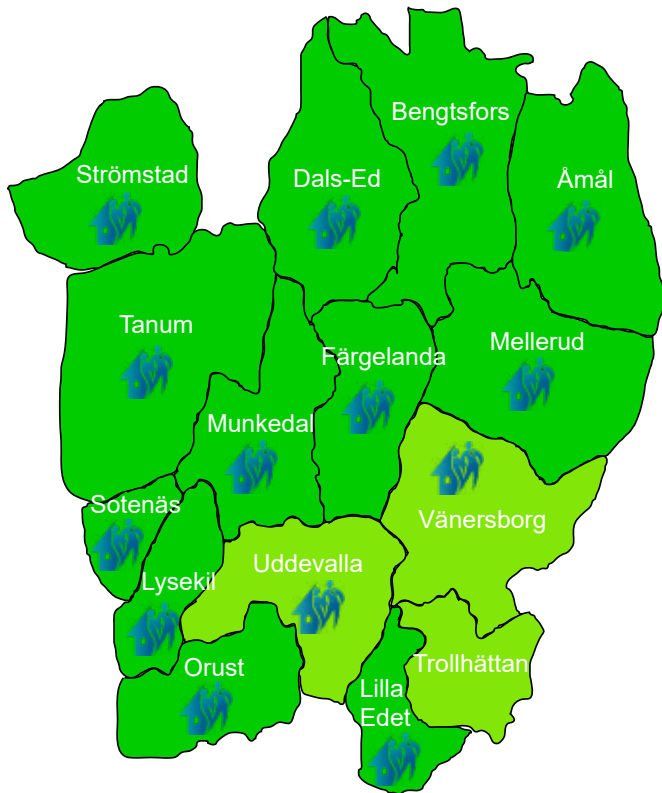 Bengtsfors
Strömstad
Dals-Ed
Åmål
Tanum
Mellerud
Färgelanda
Munkedal
Sotenäs
Vänersborg
Uddevalla
Lysekil
Orust
Trollhättan
Lilla
Edet